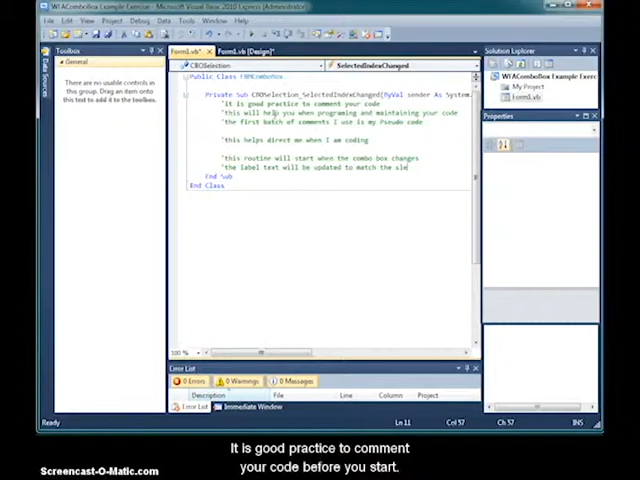 WIAComboBox Example Exercise - Microsoft Visual Basic 2010 Express (Administrator)
File Edit View Project Debug Data Tools Window Help
Toolbox
General
There are no usable controls in this group. Drag an item onto this text to add it to the toolbox.
Data Sources
Form1.vb* Form1.vb [Design]*
CBOSelection SelectedIndexChanged
Public Class FRMComboBox
Private Sub CBOSelection_SelectedIndexChanged(ByVal sender As System.
'It is good practice to comment your code
'this will help you when programing and maintaining your code
'the first batch of comments I use is my Pseudo code
'this helps direct me when I am coding
'this routine will start when the combo box changes
'the label text will be updated to match the sle
End Sub
End Class
100 %
Solution Explorer
WIAComboBox Example Exerc
My Project
Form1.vb
Properties
Error List
0 Errors 0 Warnings 0 Messages
Description File Line Column Project
Error List Immediate Window
Ready Ln 11 Col 57 Ch 57 INS
It is good practice to comment
your code before you start.
Screencast-O-Matic.com